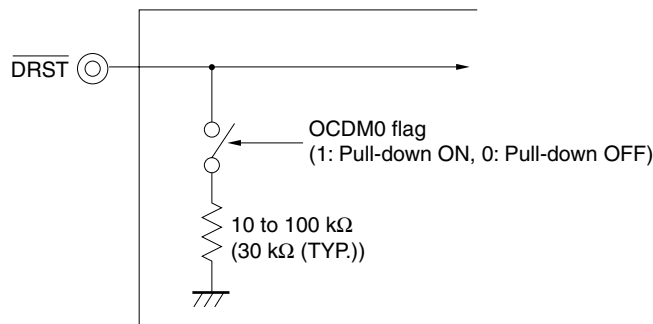 DRST
OCDM0 flag
(1: Pull-down ON, 0: Pull-down OFF)
10 to 100 kΩ
(30 kΩ (TYP.))